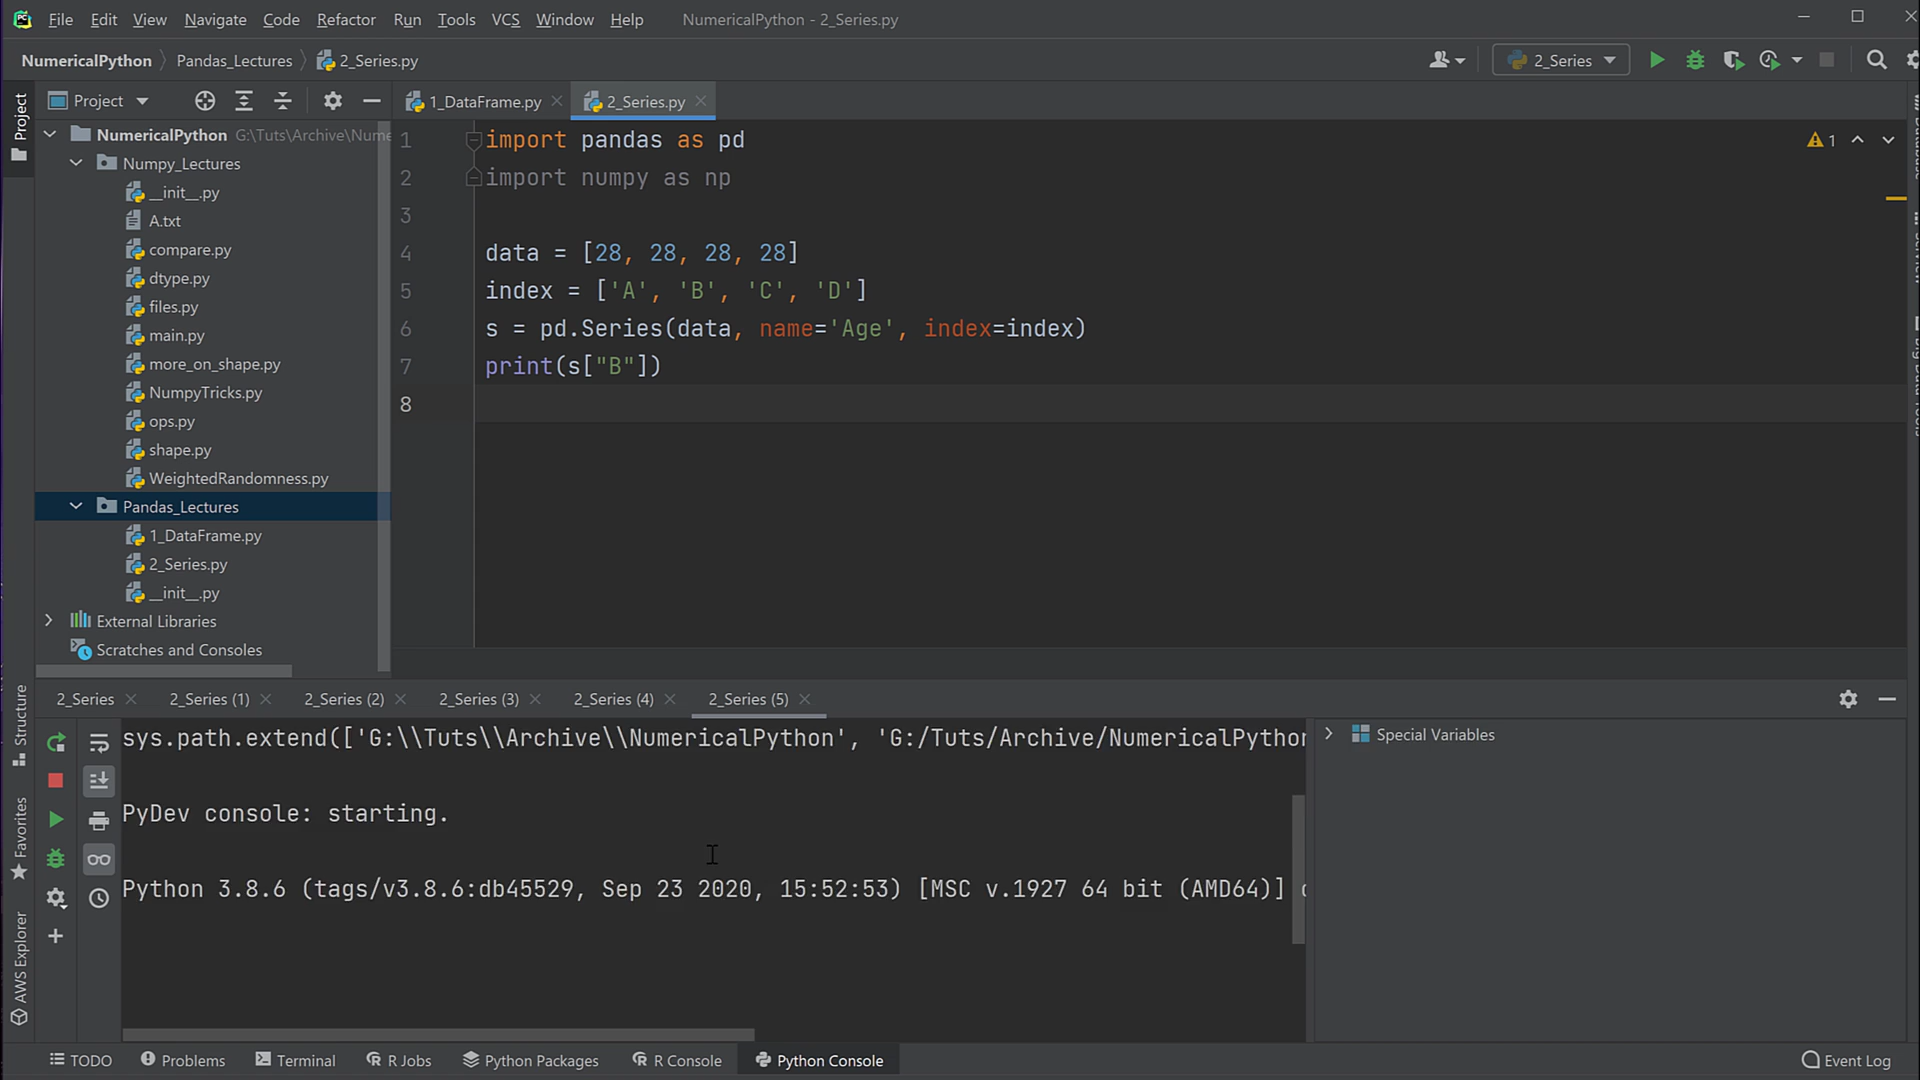 File Edit View Navigate Code Refactor Run Tools VCS Window Help NumericalPython - 2_Series.py
NumericalPython Pandas_Lectures 2_Series.py 2_Series
Project
Project
1_DataFrame.py
2_Series.py
NumericalPython G:\Tuts\Archive\Nume
Numpy_Lectures
__init__.py
A.txt
compare.py
dtype.py
files.py
main.py
more_on_shape.py
NumpyTricks.py
ops.py
shape.py
WeightedRandomness.py
Pandas_Lectures
1_DataFrame.py
2_Series.py
__init__.py
External Libraries
Scratches and Consoles
1 import pandas as pd
2 import numpy as np
3
4 data = [28, 28, 28, 28]
5 index = ['A', 'B', 'C', 'D']
6 s = pd.Series(data, name='Age', index=index)
7 print(s["B"])
8
1
Structure
Favorites
AWS Explorer
2_Series 2_Series (1) 2_Series (2) 2_Series (3) 2_Series (4) 2_Series (5)
sys.path.extend(['G:\\Tuts\\Archive\\NumericalPython', 'G:/Tuts/Archive/NumericalPython
PyDev console: starting.
Python 3.8.6 (tags/v3.8.6:db45529, Sep 23 2020, 15:52:53) [MSC v.1927 64 bit (AMD64)]
Special Variables
TODO Problems Terminal R Jobs Python Packages R Console Python Console Event Log